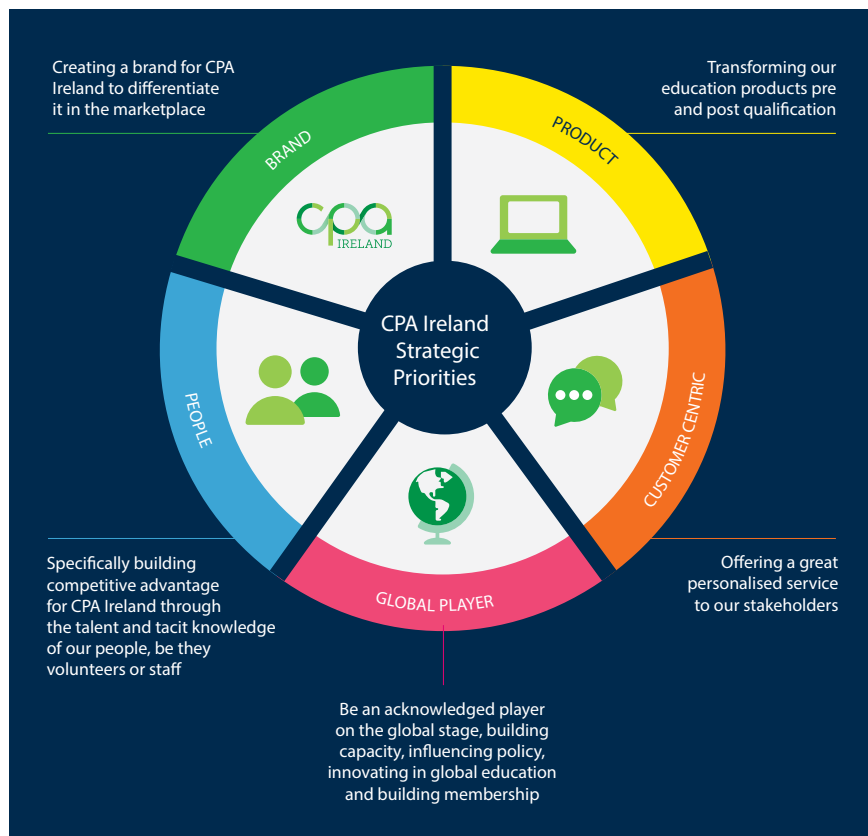 Creating a brand for CPA
Ireland to differentiate
it in the marketplace
Transforming our
education products pre
and post qualification
BRAND
PRODUCT
cpa
IRELAND
CPA Ireland
Strategic
Priorities
PEOPLE
CUSTOMER CENTRIC
GLOBAL PLAYER
Specifically building
competitive advantage
for CPA Ireland through
the talent and tacit knowledge
of our people, be they
volunteers or staff
Offering a great
personalised service
to our stakeholders
Be an acknowledged player
on the global stage, building
capacity, influencing policy,
innovating in global education
and building membership